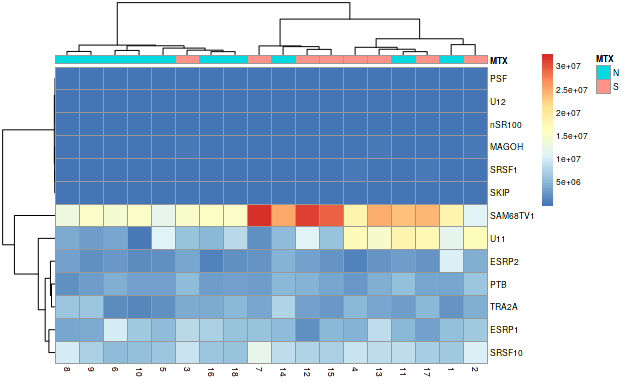 MTX
PSF
U12
nSR100
MAGOH
SRSF1
SKIP
SAM68TV1
U11
ESRP2
PTB
TRA2A
ESRP1
SRSF10
8 9 6 10 5 3 16 18 7 14 12 15 4 13 11 17 1 2
3e+07
2.5e+07
2e+07
1.5e+07
1e+07
5e+06
MTX
N
S